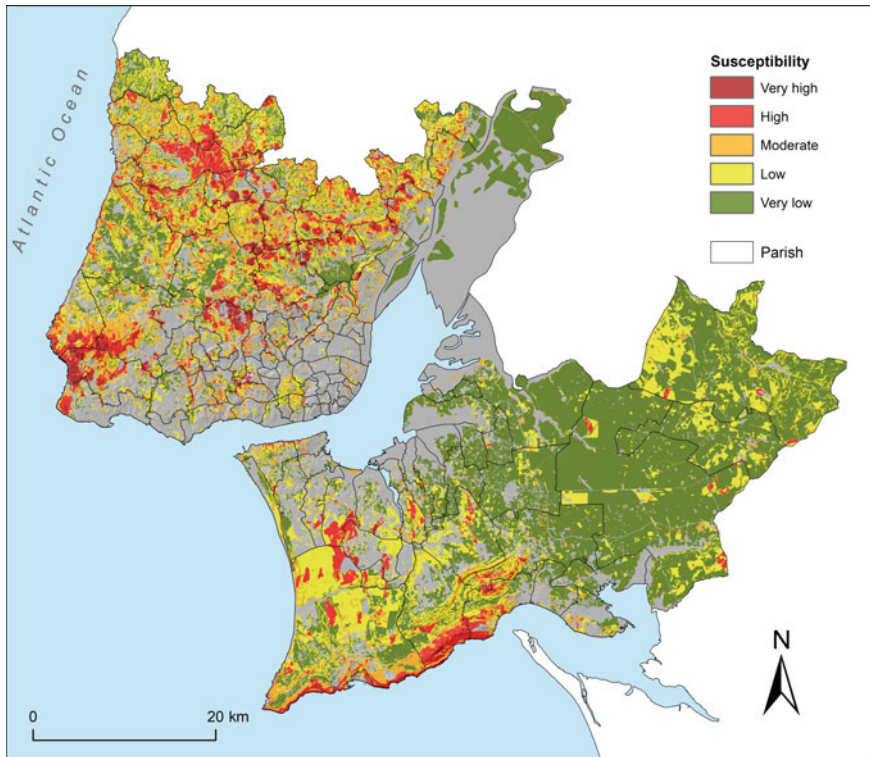 Atlantic Ocean
Susceptibility
Very high
High
Moderate
Low
Very low
Parish
N
0 20 km